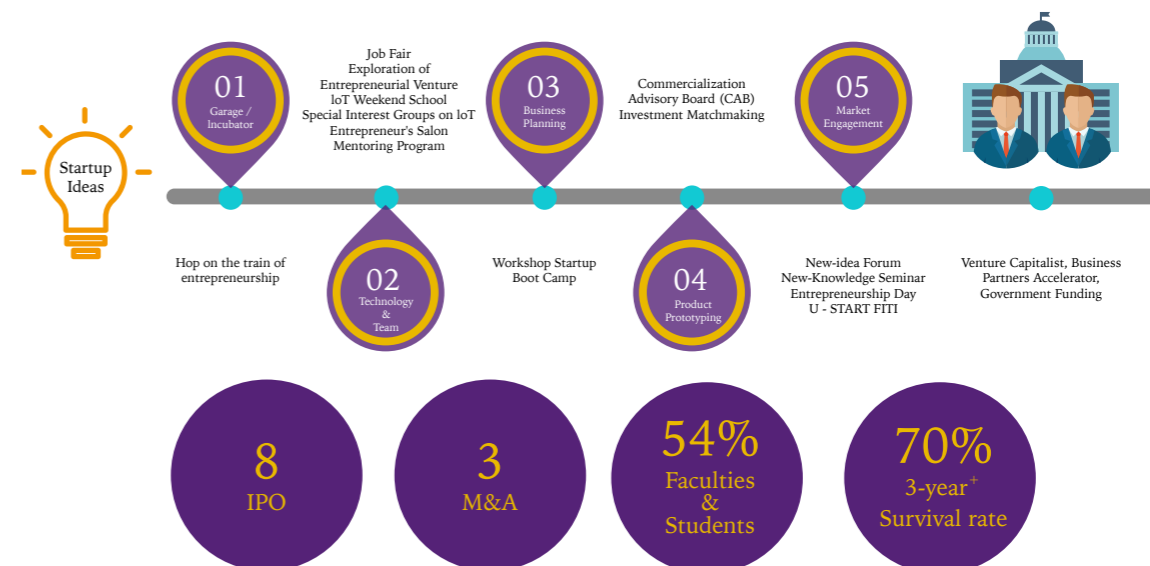 Startup
Ideas
01
Garage /
Incubator
Hop on the train of
entrepreneurship
Job Fair
Exploration of
Entrepreneurial Venture
loT Weekend School
Special Interest Groups on loT
Entrepreneur's Salon
Mentoring Program
02
Technology
&
Team
03
Business
Planning
Workshop Startup
Boot Camp
Commercialization
Advisory Board (CAB)
Investment Matchmaking
04
Product
Prototyping
05
Market
Engagement
New-idea Forum
New-Knowledge Seminar
Entrepreneurship Day
U - START FITI
Venture Capitalist, Business
Partners Accelerator,
Government Funding
8
IPO
3
M&A
54%
Faculties
&
Students
70%
3-year+
Survival rate